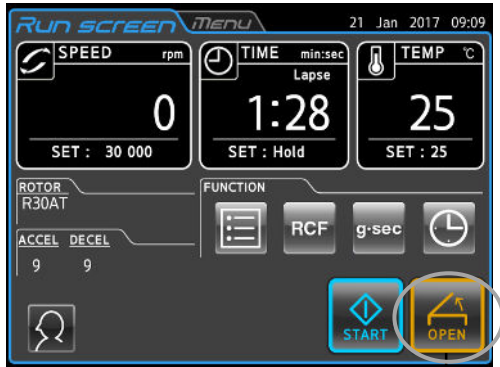 Run screen Menu 21 Jan 2017 09:09
SPEED rpm
0
SET : 30 000
TIME min:sec
Lapse
1:28
SET : Hold
TEMP ℃
25
SET : 25
ROTOR
R30AT
ACCEL DECEL
9 9
FUNCTION
RCF g·sec
START
OPEN